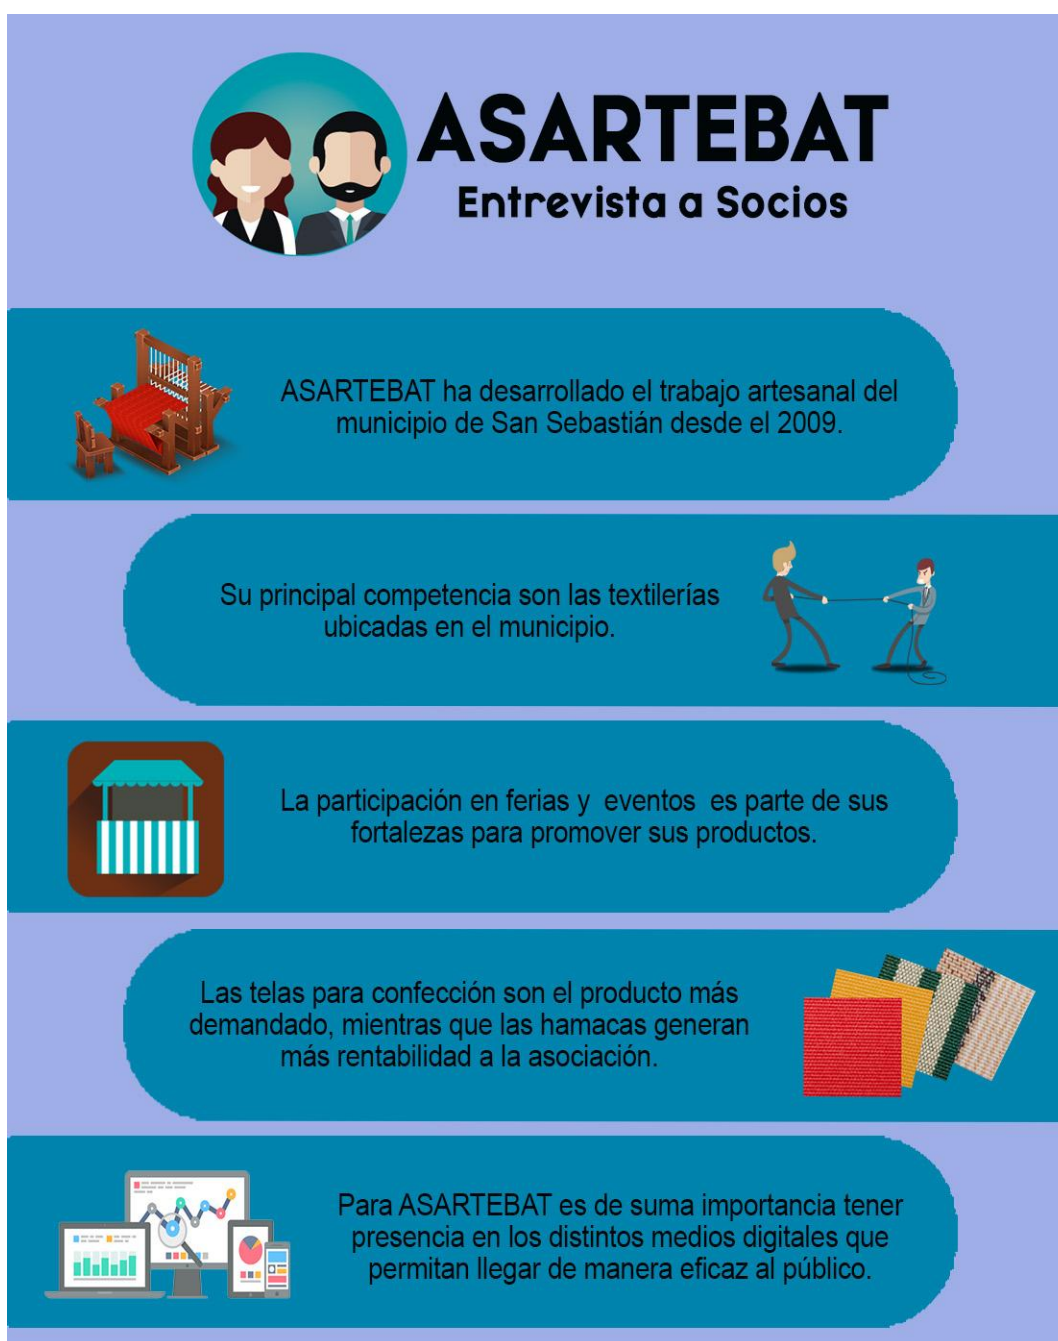 ASARTEBAT
Entrevista a Socios
ASARTEBAT ha desarrollado el trabajo artesanal del
municipio de San Sebastián desde el 2009.
Su principal competencia son las textilerías
ubicadas en el municipio.
La participación en ferias y  eventos  es parte de sus
fortalezas para promover sus productos.
Las telas para confección son el producto más
demandado, mientras que las hamacas generan
más rentabilidad a la asociación.
Para ASARTEBAT es de suma importancia tener
presencia en los distintos medios digitales que
permitan llegar de manera eficaz al público.